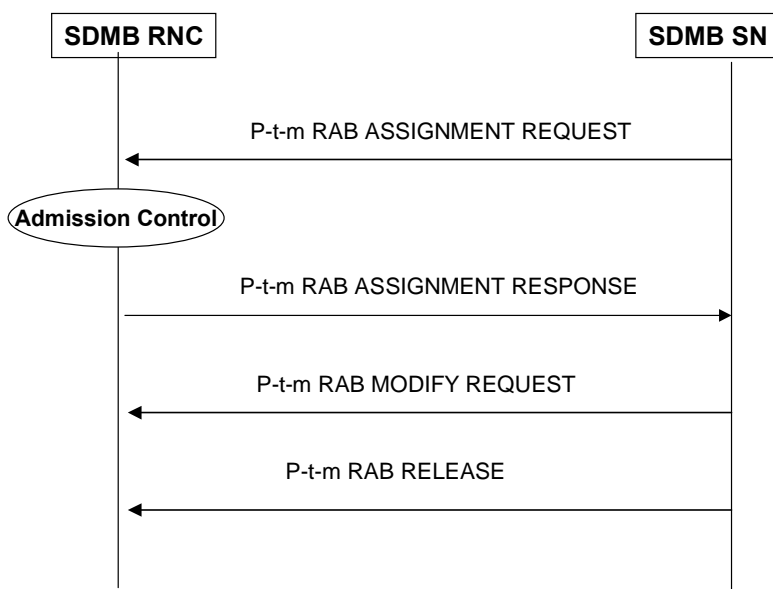 SDMB RNC
SDMB SN
P-t-m RAB ASSIGNMENT REQUEST
Admission Control
P-t-m RAB ASSIGNMENT RESPONSE
P-t-m RAB MODIFY REQUEST
P-t-m RAB RELEASE